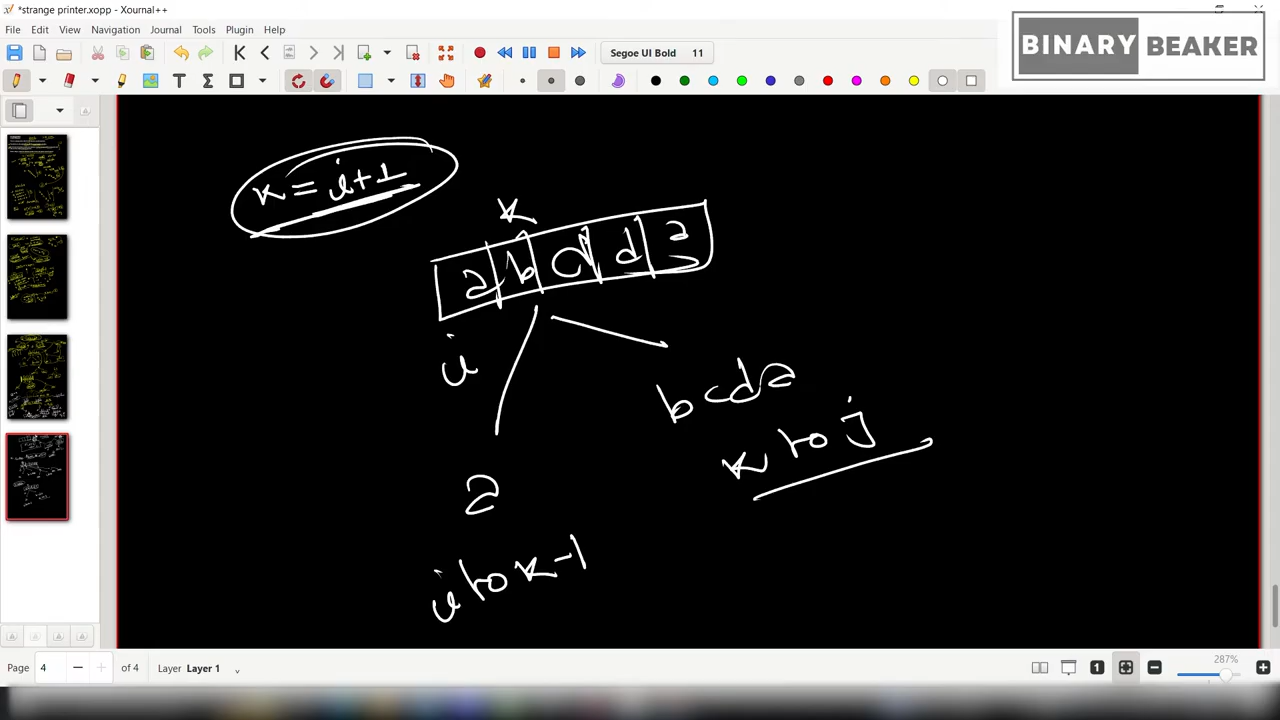 *strange printer.xopp - Xournal++
File Edit View Navigation Journal Tools Plugin Help
BINARY BEAKER
Segoe UI Bold 11
k = i+1
k
a b c d a
i
b c d a
k to j
a
i to k-1
Page 4 of 4 Layer Layer 1
287%